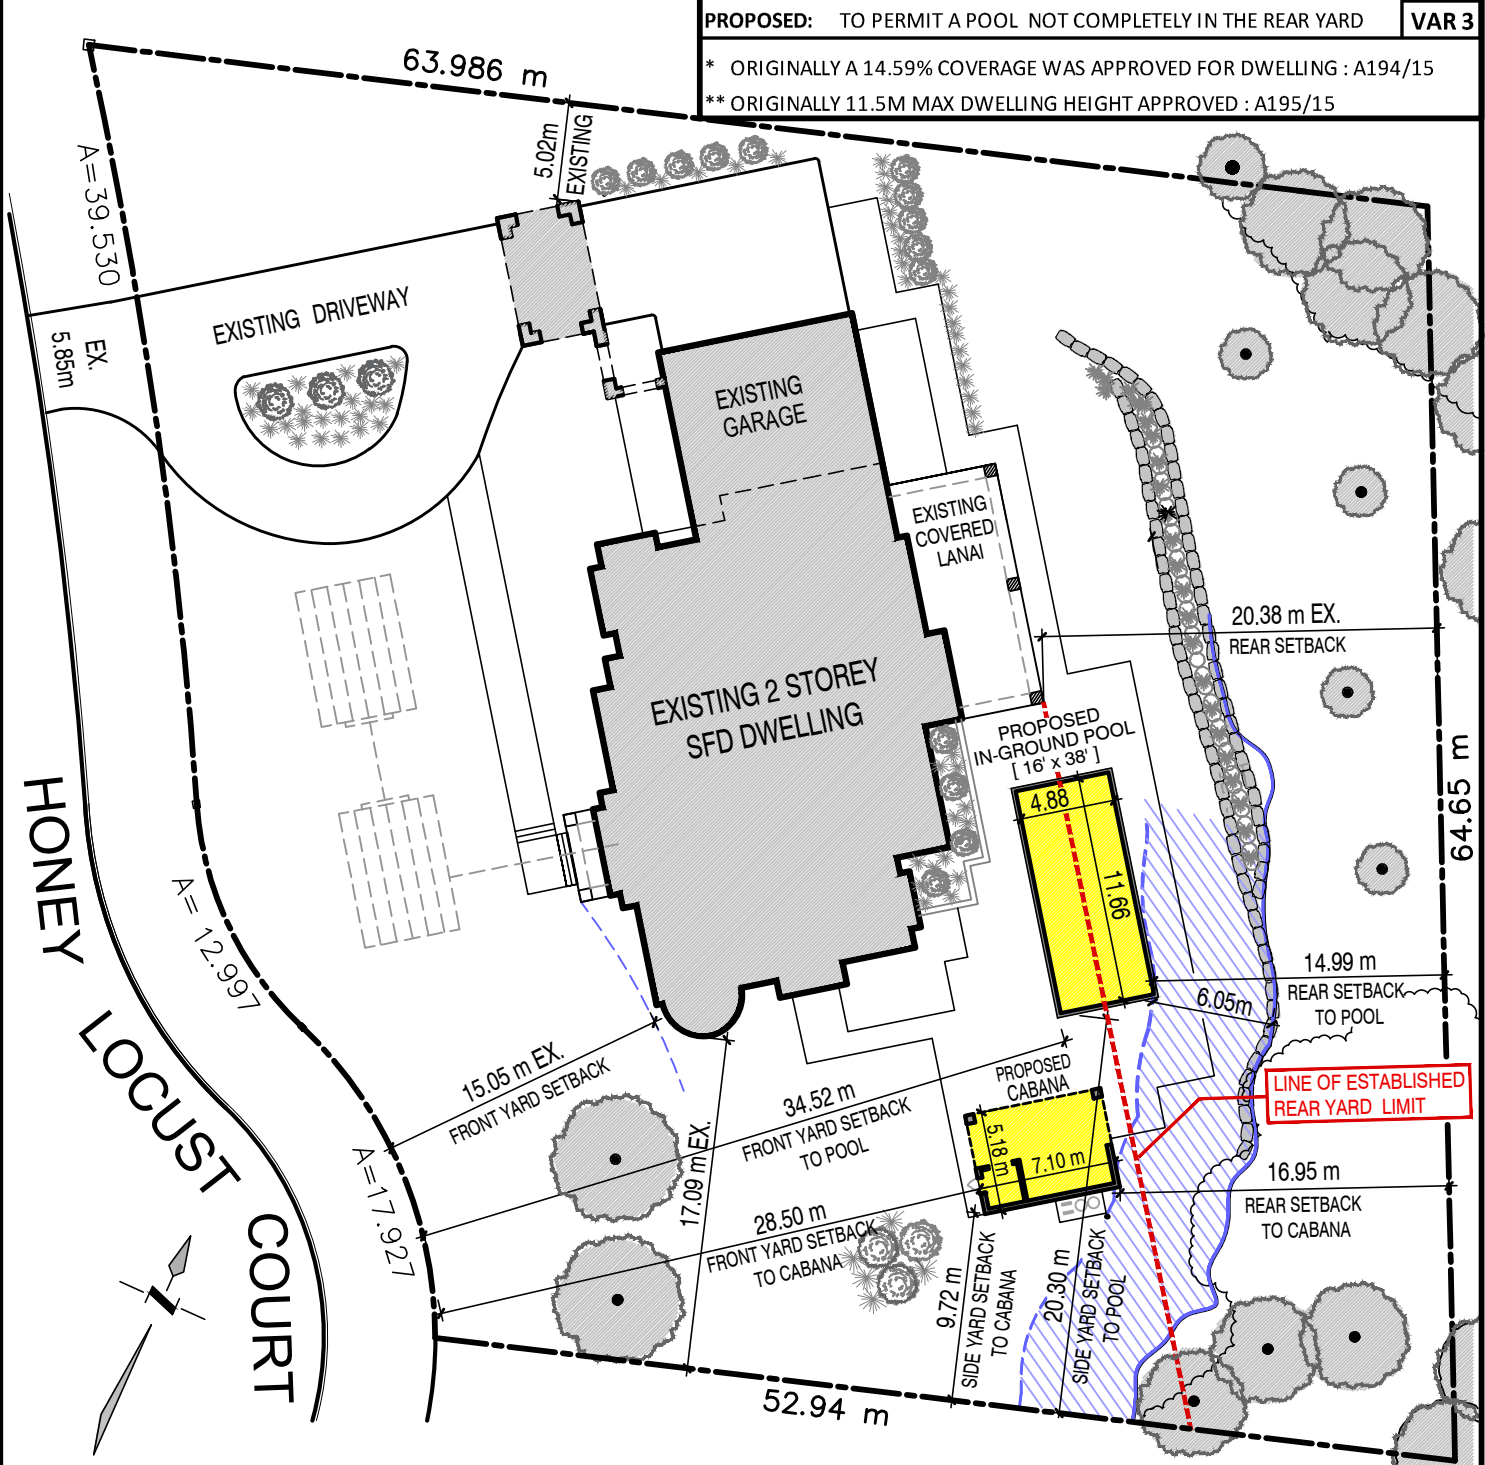 PROPOSED: TO PERMIT A POOL NOT COMPLETELY IN THE REAR YARD
VAR 3
* ORIGINALLY A 14.59% COVERAGE WAS APPROVED FOR DWELLING : A194/15
** ORIGINALLY 11.5M MAX DWELLING HEIGHT APPROVED : A195/15
63.986 m
5.02m
EXISTING
A=39.530
EX.
5.85m
EXISTING DRIVEWAY
EXISTING
GARAGE
EXISTING
COVERED
LANAI
20.38 m EX.
REAR SETBACK
EXISTING 2 STOREY
SFD DWELLING
PROPOSED
IN-GROUND POOL
[ 16' x 38' ]
4.88
11.66
64.65 m
HONEY
LOCUST
COURT
A= 12.997
14.99 m
REAR SETBACK
TO POOL
6.05m
15.05 m EX.
FRONT YARD SETBACK
34.52 m
FRONT YARD SETBACK
TO POOL
PROPOSED
CABANA
5.18 m
7.10 m
LINE OF ESTABLISHED
REAR YARD LIMIT
17.09 m EX.
A=17.927
28.50 m
FRONT YARD SETBACK
TO CABANA
16.95 m
REAR SETBACK
TO CABANA
9.72 m
SIDE YARD SETBACK
TO CABANA
20.30 m
SIDE YARD SETBACK
TO POOL
52.94 m